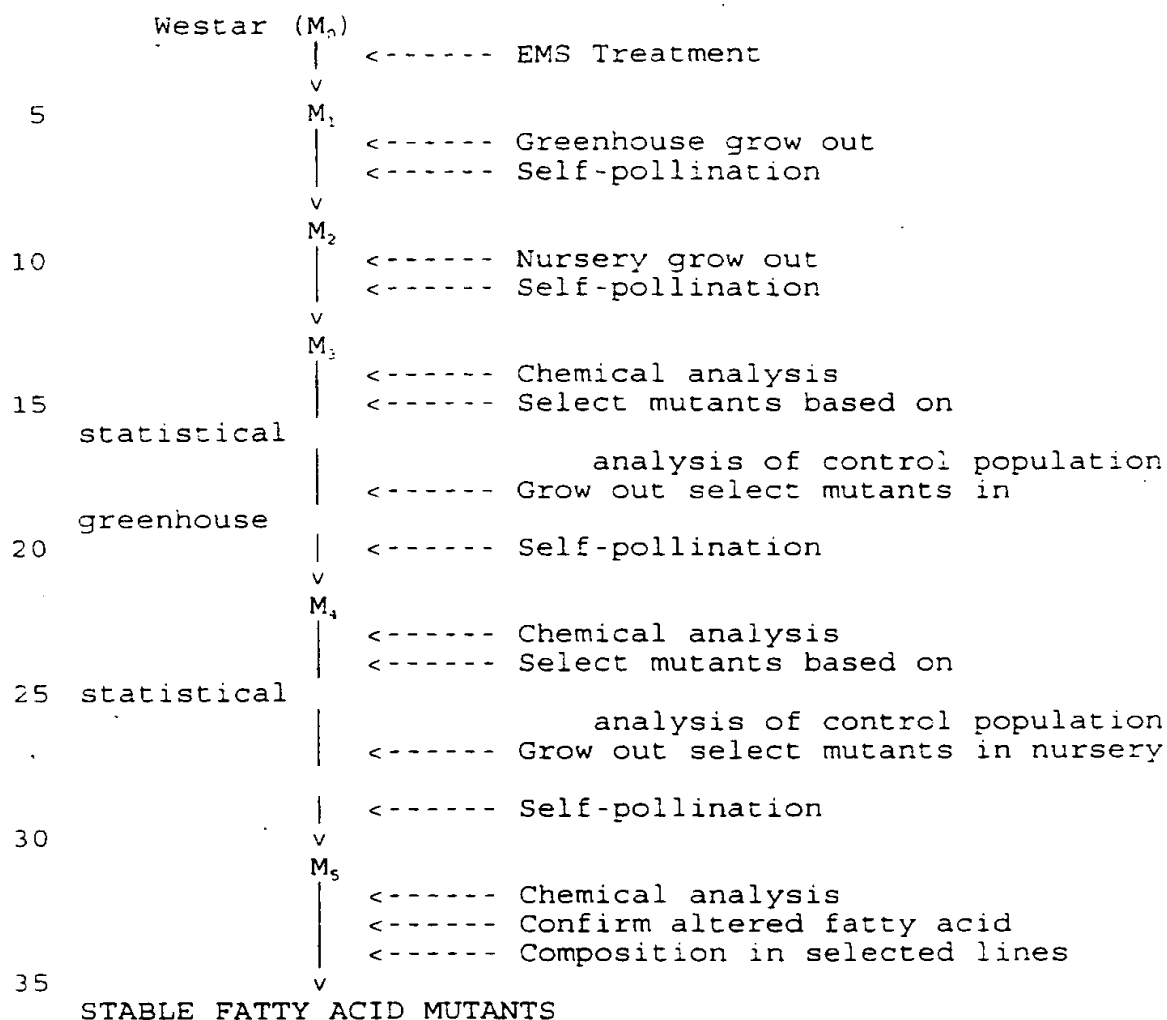 Westar (M₀)
<------ EMS Treatment
v
5 M₁
<------ Greenhouse grow out
<------ Self-pollination
v
M₂
10 <------ Nursery grow out
<------ Self-pollination
v
M₃
<------ Chemical analysis
15 <------ Select mutants based on
statistical
analysis of control population
<------ Grow out select mutants in
greenhouse
20 <------ Self-pollination
v
M₄
<------ Chemical analysis
<------ Select mutants based on
25 statistical
analysis of control population
<------ Grow out select mutants in nursery
<------ Self-pollination
30 v
M₅
<------ Chemical analysis
<------ Confirm altered fatty acid
<------ Composition in selected lines
35 v
STABLE FATTY ACID MUTANTS